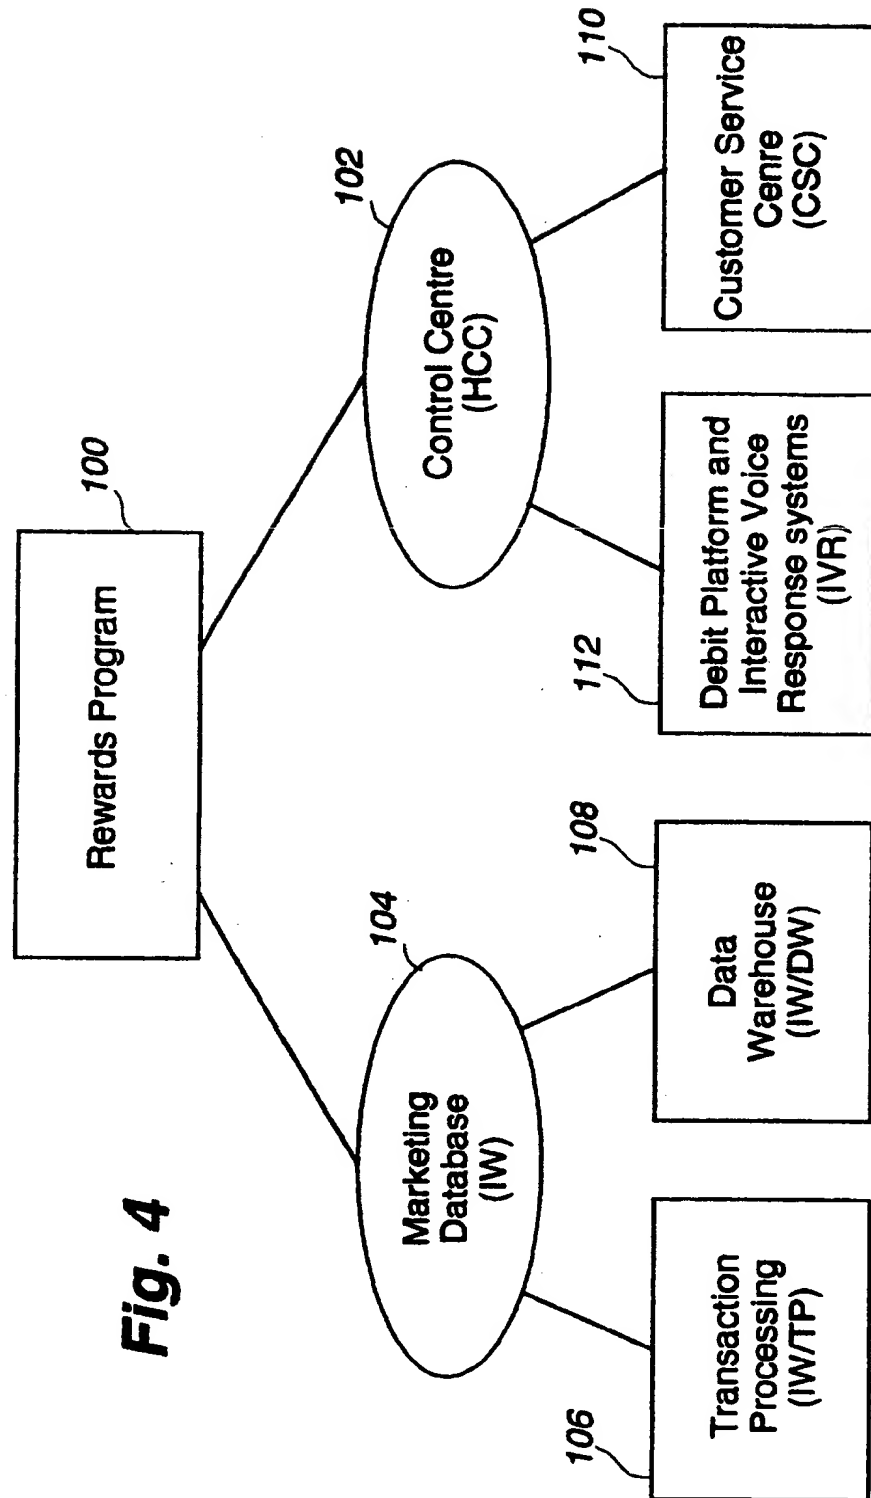 Fig. 4
100
Rewards Program
104
Marketing
Database
(IW)
102
Control Centre
(HCC)
106
Transaction
Processing
(IW/TP)
108
Data
Warehouse
(IW/DW)
112
Debit Platform and
Interactive Voice
Response systems
(IVR)
110
Customer Service
Cenre
(CSC)